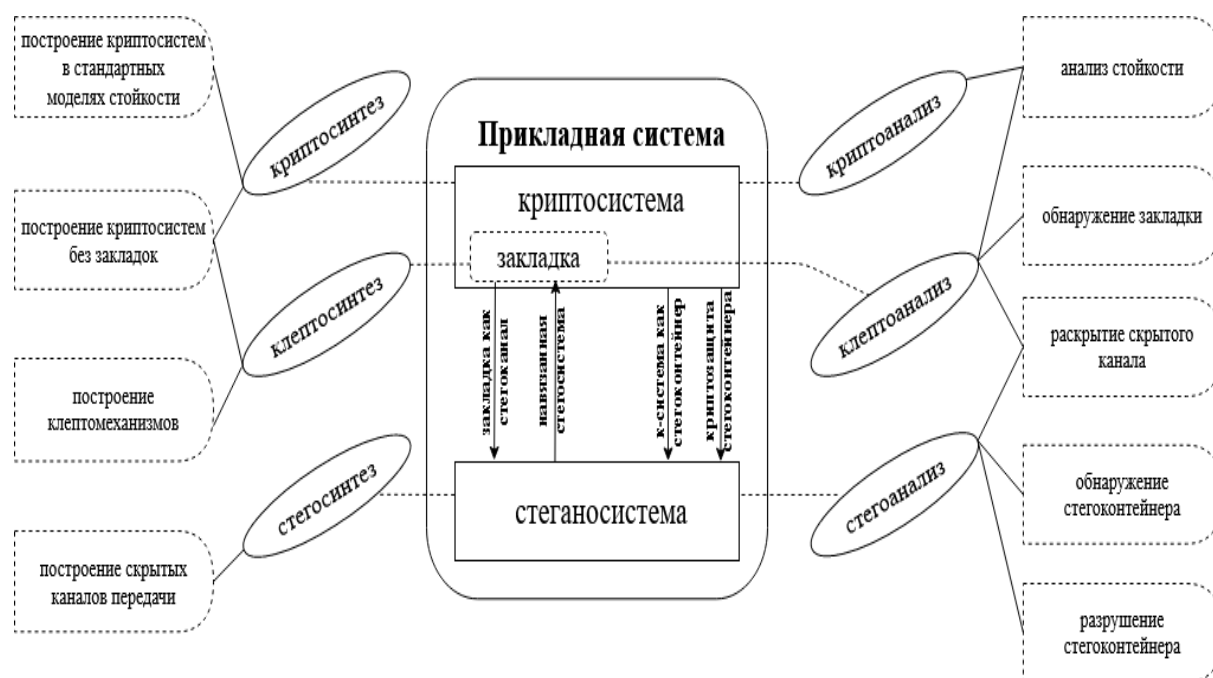 построение криптосистем
в стандартных
моделях стойкости
построение криптосистем
без закладок
построение
клептомеханизмов
построение скрытых
каналов передачи
криптосинтез
клептосинтез
стегосинтез
Прикладная система
криптосистема
закладка
закладка как
стегоканал
навязанная
стегосистема
к-система как
стегоконтейнер
криптозащита
стегоконтейнера
стеганосистема
криптоанализ
клептоанализ
стегоанализ
анализ стойкости
обнаружение закладки
раскрытие скрытого
канала
обнаружение
стегоконтейнера
разрушение
стегоконтейнера